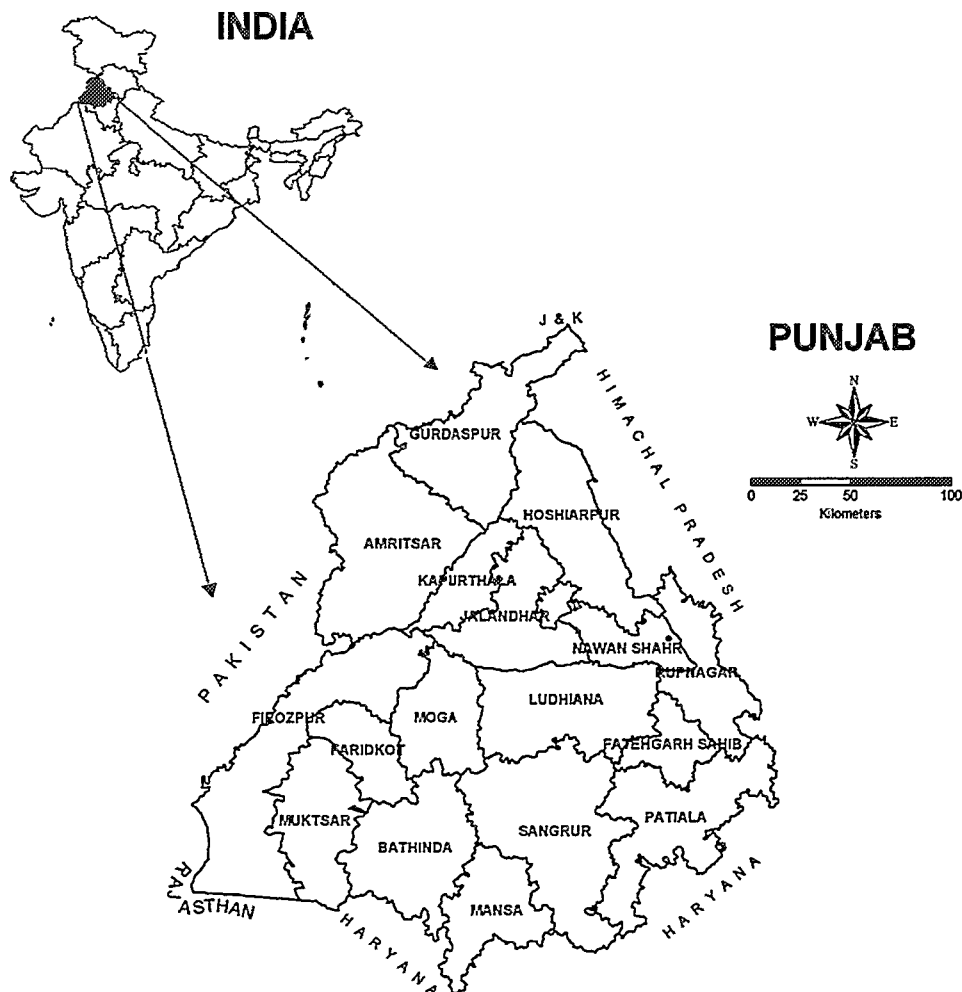 INDIA
J & K
PUNJAB
HIMACHAL PRADESH
N
W E
S
0 25 50 100
Kilometers
GURDASPUR
HOSHIARPUR
AMRITSAR
KAPURTHALA
JALANDHAR
PAKISTAN
NAWAN SHAHR
RUPNAGAR
LUDHIANA
FIROZPUR
MOGA
FARIDKOT
FATEHGARH SAHIB
MUKTSAR
PATIALA
SANGRUR
BATHINDA
RAJASTHAN
MANSA
HARYANA
HARYANA